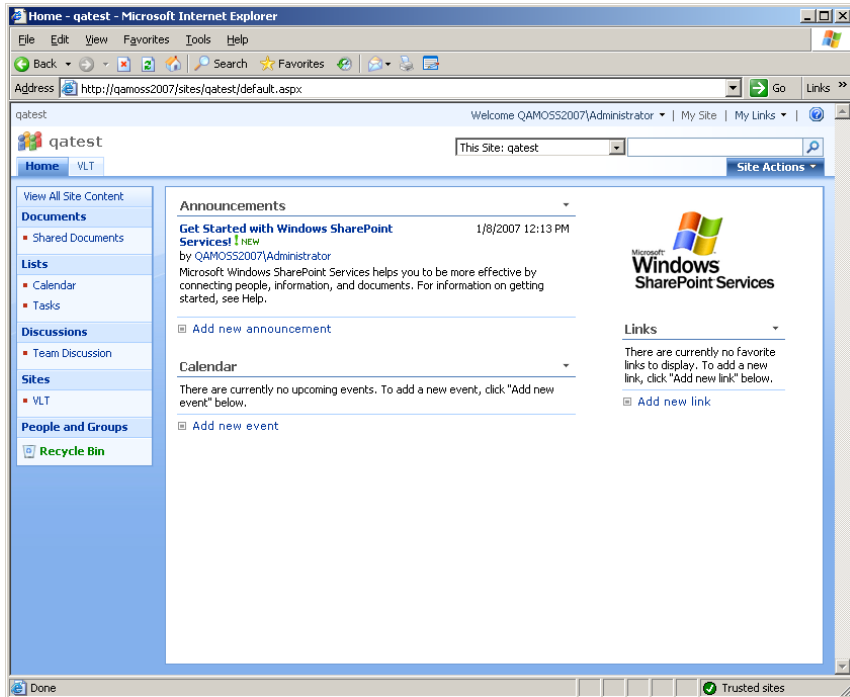 Home - qatest - Microsoft Internet Explorer
File Edit View Favorites Tools Help
Back Search Favorites
Address http://qamoss2007/sites/qatest/default.aspx Go Links »
qatest Welcome QAMOSS2007\Administrator | My Site | My Links |
qatest
This Site: qatest
Home VLT Site Actions
View All Site Content
Documents
Shared Documents
Lists
Calendar
Tasks
Discussions
Team Discussion
Sites
VLT
People and Groups
Recycle Bin
Announcements
Get Started with Windows SharePoint 1/8/2007 12:13 PM
Services! ! NEW
by QAMOSS2007\Administrator
Microsoft Windows SharePoint Services helps you to be more effective by
connecting people, information, and documents. For information on getting
started, see Help.
Add new announcement
Calendar
There are currently no upcoming events. To add a new event, click "Add new
event" below.
Add new event
Microsoft
Windows
SharePoint Services
Links
There are currently no favorite
links to display. To add a new
link, click "Add new link" below.
Add new link
Done Trusted sites